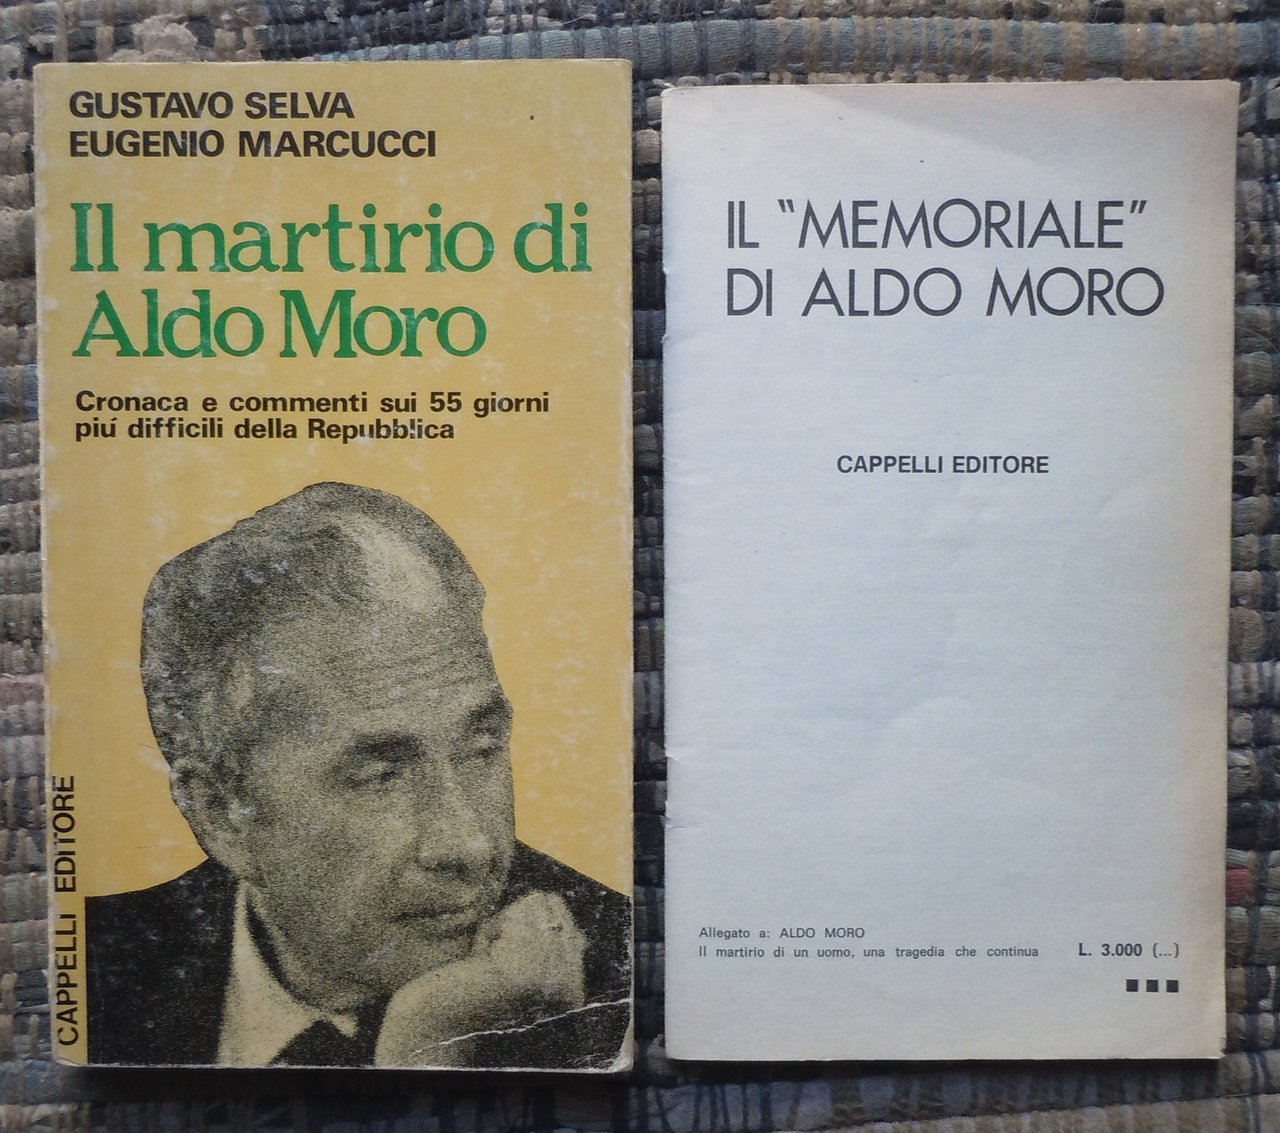 GUSTAVO SELVA
EUGENIO MARCUCCI
Il martirio di
Aldo Moro
Cronaca e commenti sui 55 giorni
piú difficili della Repubblica
CAPPELLI EDITORE
IL "MEMORIALE"
DI ALDO MORO
CAPPELLI EDITORE
Allegato a: ALDO MORO
Il martirio di un uomo, una tragedia che continua
L. 3.000 (...)